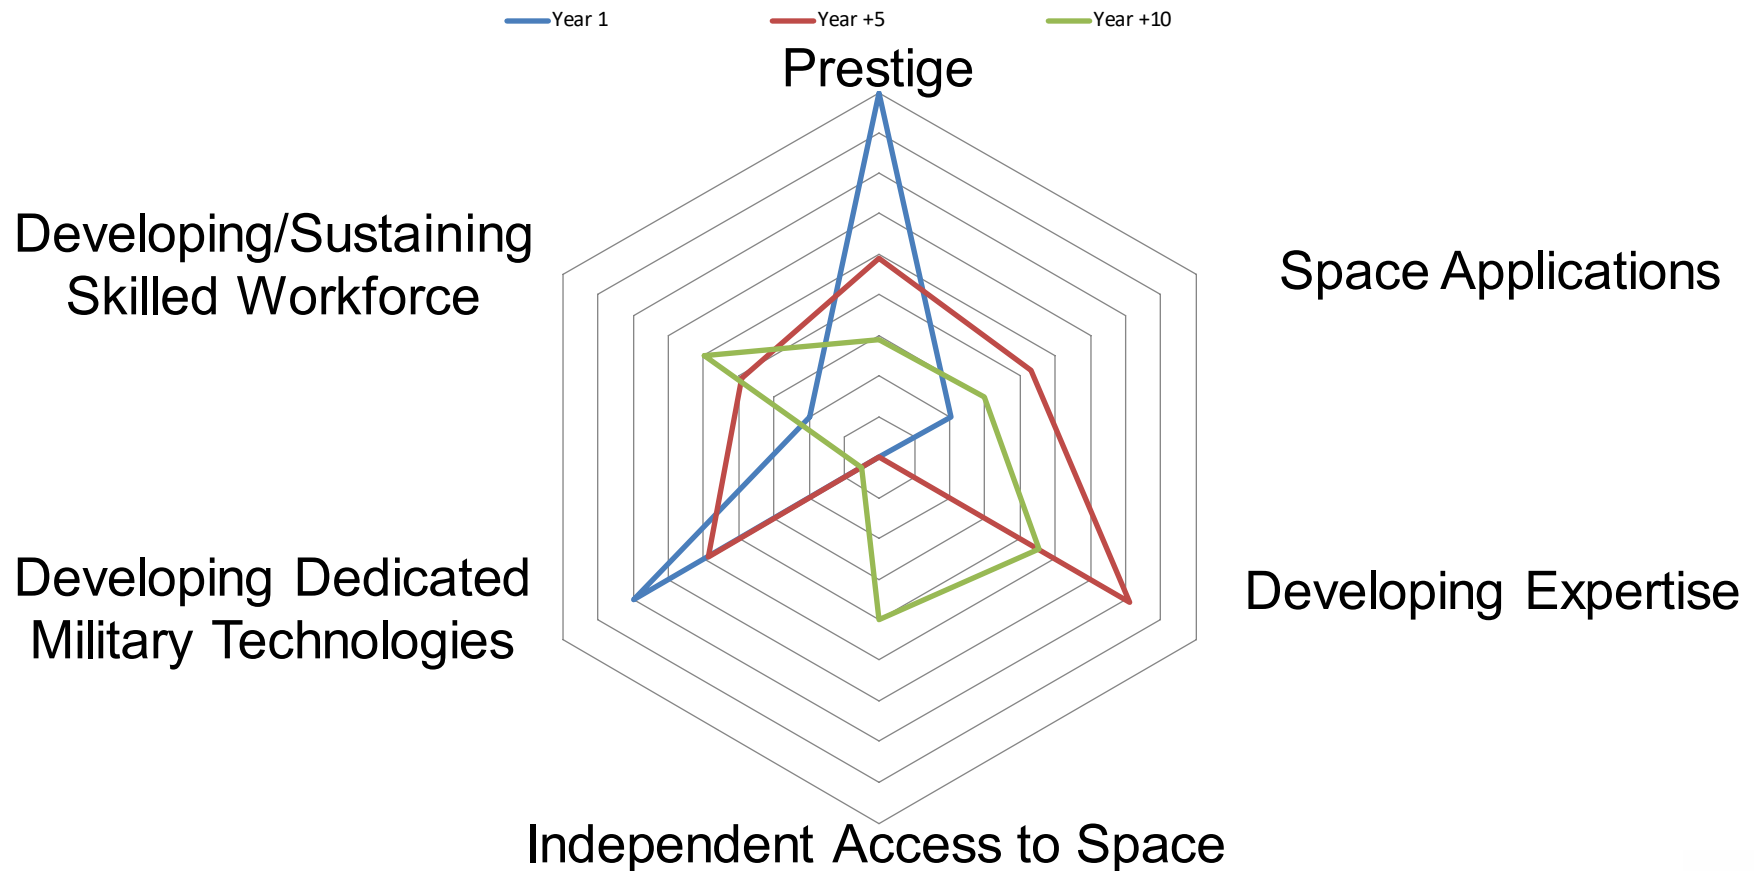 Year 1
Year +5
Year +10
Prestige
Developing/Sustaining
Skilled Workforce
Space Applications
Developing Dedicated
Military Technologies
Developing Expertise
Independent Access to Space